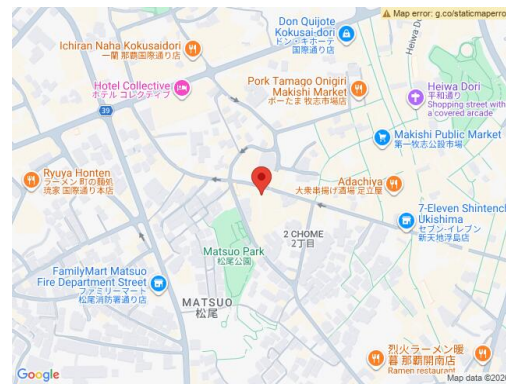 Map error: g.co/staticmaperro
Don Quijote
Kokusai-dori
ドン・キホーテ
国際通り店
Ichiran Naha Kokusaidori
一蘭 那覇国際通り店
Hotel Collective
ホテル コレクティブ
Pork Tamago Onigiri
Makishi Market
ポーたま 牧志市場店
Heiwa Do
Heiwa Dori
平和通り
Shopping street with
a covered arcade
39
Makishi Public Market
第一牧志公設市場
Ryuya Honten
ラーメン 町の麺処
琉家 国際通り本店
Adachiya
大衆串揚げ酒場 足立屋
7-Eleven Shintench
Ukishima
セブン-イレブン
新天地浮島店
2 CHOME
2丁目
Matsuo Park
松尾公園
FamilyMart Matsuo
Fire Department Street
ファミリーマート
松尾消防署通り店
MATSUO
松尾
烈火ラーメン暖
暮 那覇開南店
Ramen restaurant
Google
Map data ©2026